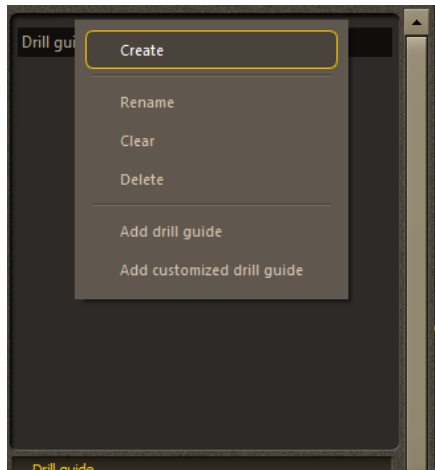 Drill gui
Create
Rename
Clear
Delete
Add drill guide
Add customized drill guide
Drill guide